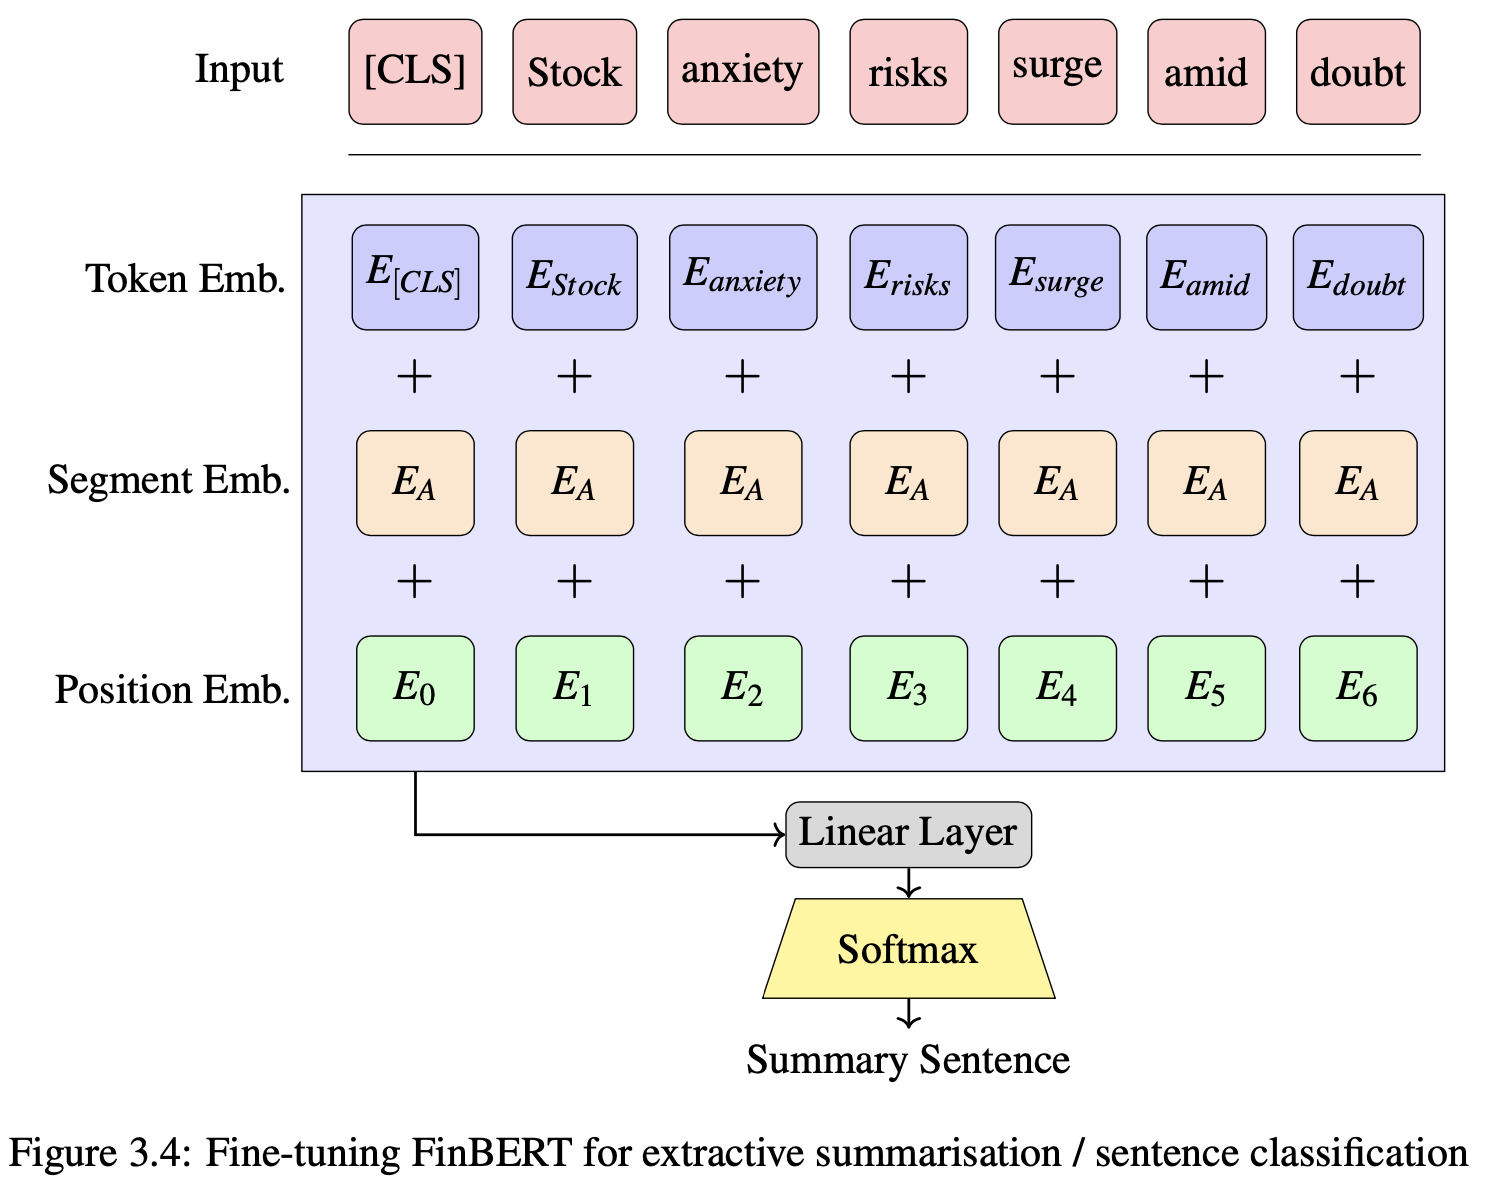 Input [CLS] Stock anxiety risks surge amid doubt
Token Emb. E[CLS] EStock Eanxiety Erisks Esurge Eamid Edoubt
+ + + + + + +
Segment Emb. EA EA EA EA EA EA EA
+ + + + + + +
Position Emb. E0 E1 E2 E3 E4 E5 E6
Linear Layer
Softmax
Summary Sentence
Figure 3.4: Fine-tuning FinBERT for extractive summarisation / sentence classification